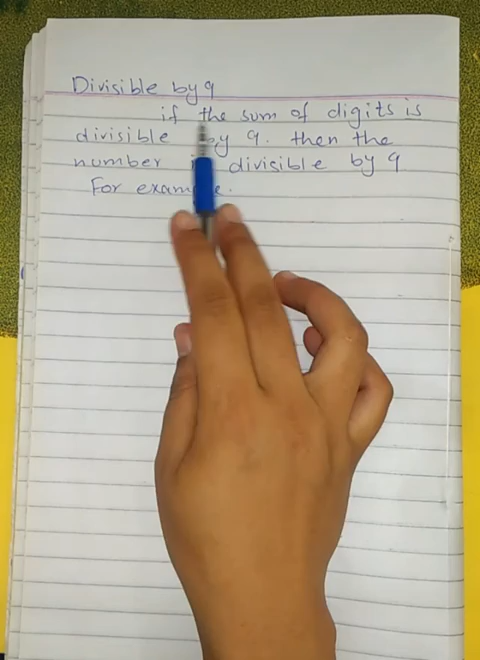 Divisible by 9
if the sum of digits is
divisible by 9. then the
number divisible by 9
For example.